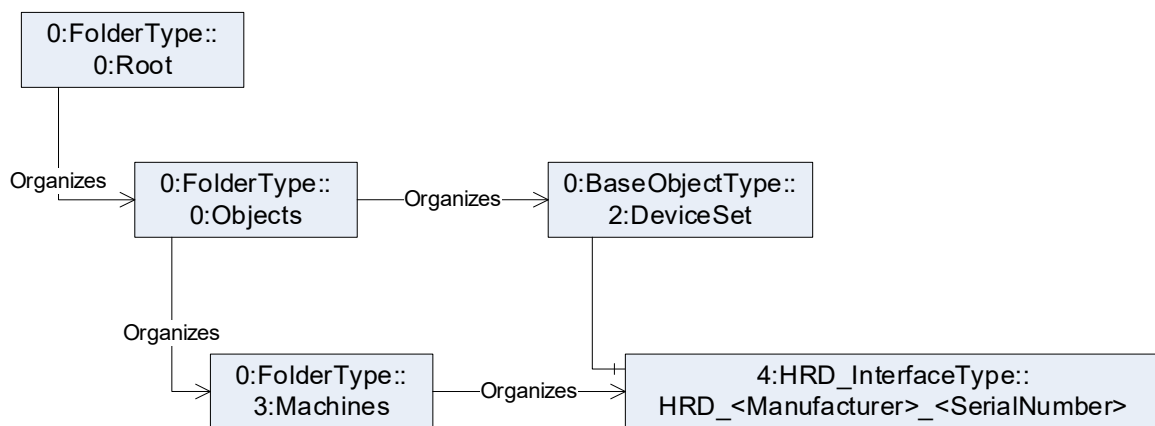 0:FolderType::
0:Root
Organizes
0:FolderType::
0:Objects
Organizes
0:BaseObjectType::
2:DeviceSet
Organizes
0:FolderType::
3:Machines
Organizes
4:HRD_InterfaceType::
HRD_<Manufacturer>_<SerialNumber>